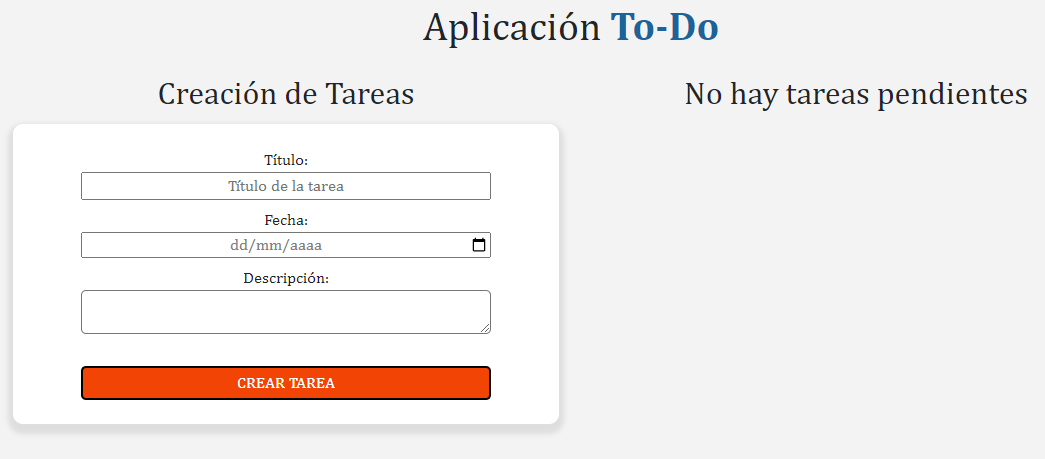 Aplicación To-Do
Creación de Tareas
Título:
Título de la tarea
Fecha:
dd/mm/aaaa
Descripción:
CREAR TAREA
No hay tareas pendientes